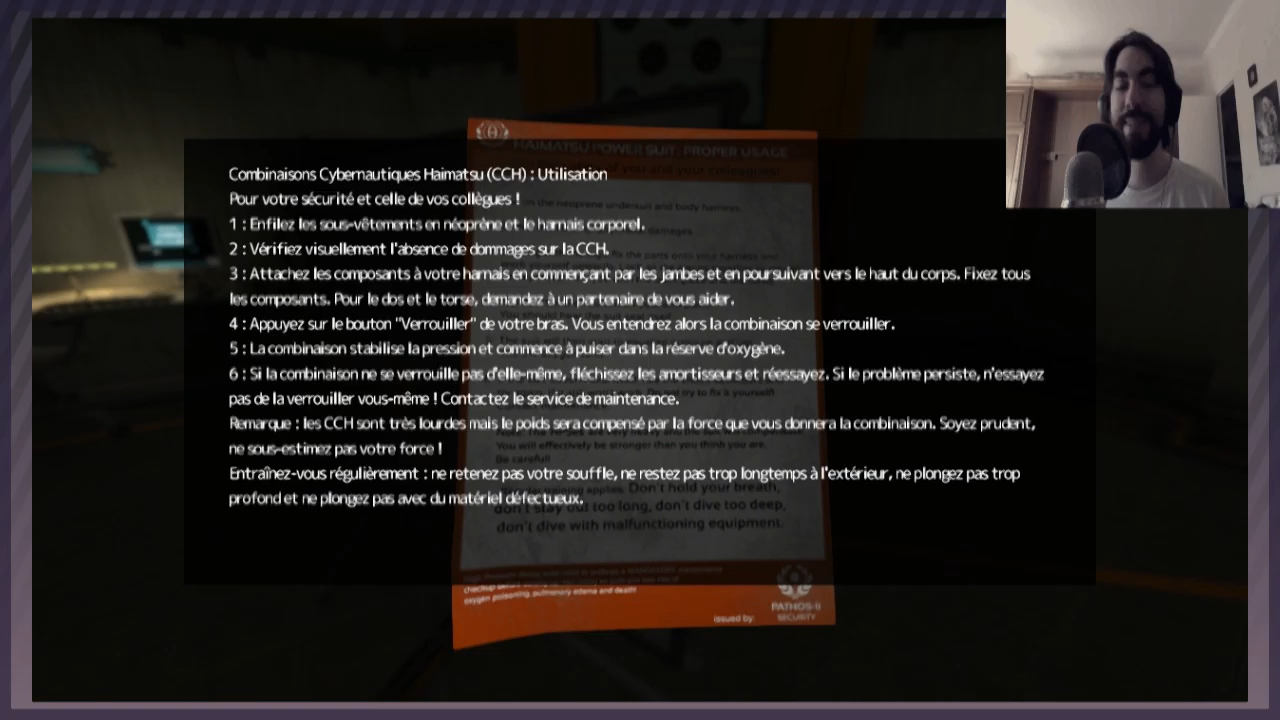 HAIMATSU POWER SUIT: PROPER USAGE
Combinaisons Cybernautiques Haimatsu (CCH) : Utilisation
Pour votre sécurité et celle de vos collègues !
1 : Enfilez les sous-vêtements en néoprène et le harnais corporel.
2 : Vérifiez visuellement l'absence de dommages sur la CCH.
3 : Attachez les composants à votre harnais en commençant par les jambes et en poursuivant vers le haut du corps. Fixez tous
les composants. Pour le dos et le torse, demandez à un partenaire de vous aider.
4 : Appuyez sur le bouton "Verrouiller" de votre bras. Vous entendrez alors la combinaison se verrouiller.
5 : La combinaison stabilise la pression et commence à puiser dans la réserve d'oxygène.
6 : Si la combinaison ne se verrouille pas d'elle-même, fléchissez les amortisseurs et réessayez. Si le problème persiste, n'essayez
pas de la verrouiller vous-même ! Contactez le service de maintenance.
Remarque : les CCH sont très lourdes mais le poids sera compensé par la force que vous donnera la combinaison. Soyez prudent,
ne sous-estimez pas votre force !
Entraînez-vous régulièrement : ne retenez pas votre souffle, ne restez pas trop longtemps à l'extérieur, ne plongez pas trop
profond et ne plongez pas avec du matériel défectueux.
You will effectively be stronger than you think you are.
Be careful!
Don't hold your breath,
don't stay out too long, don't dive too deep,
don't dive with malfunctioning equipment.
oxygen poisoning, pulmonary edema and death
issued by:
PATHOS-II
SECURITY